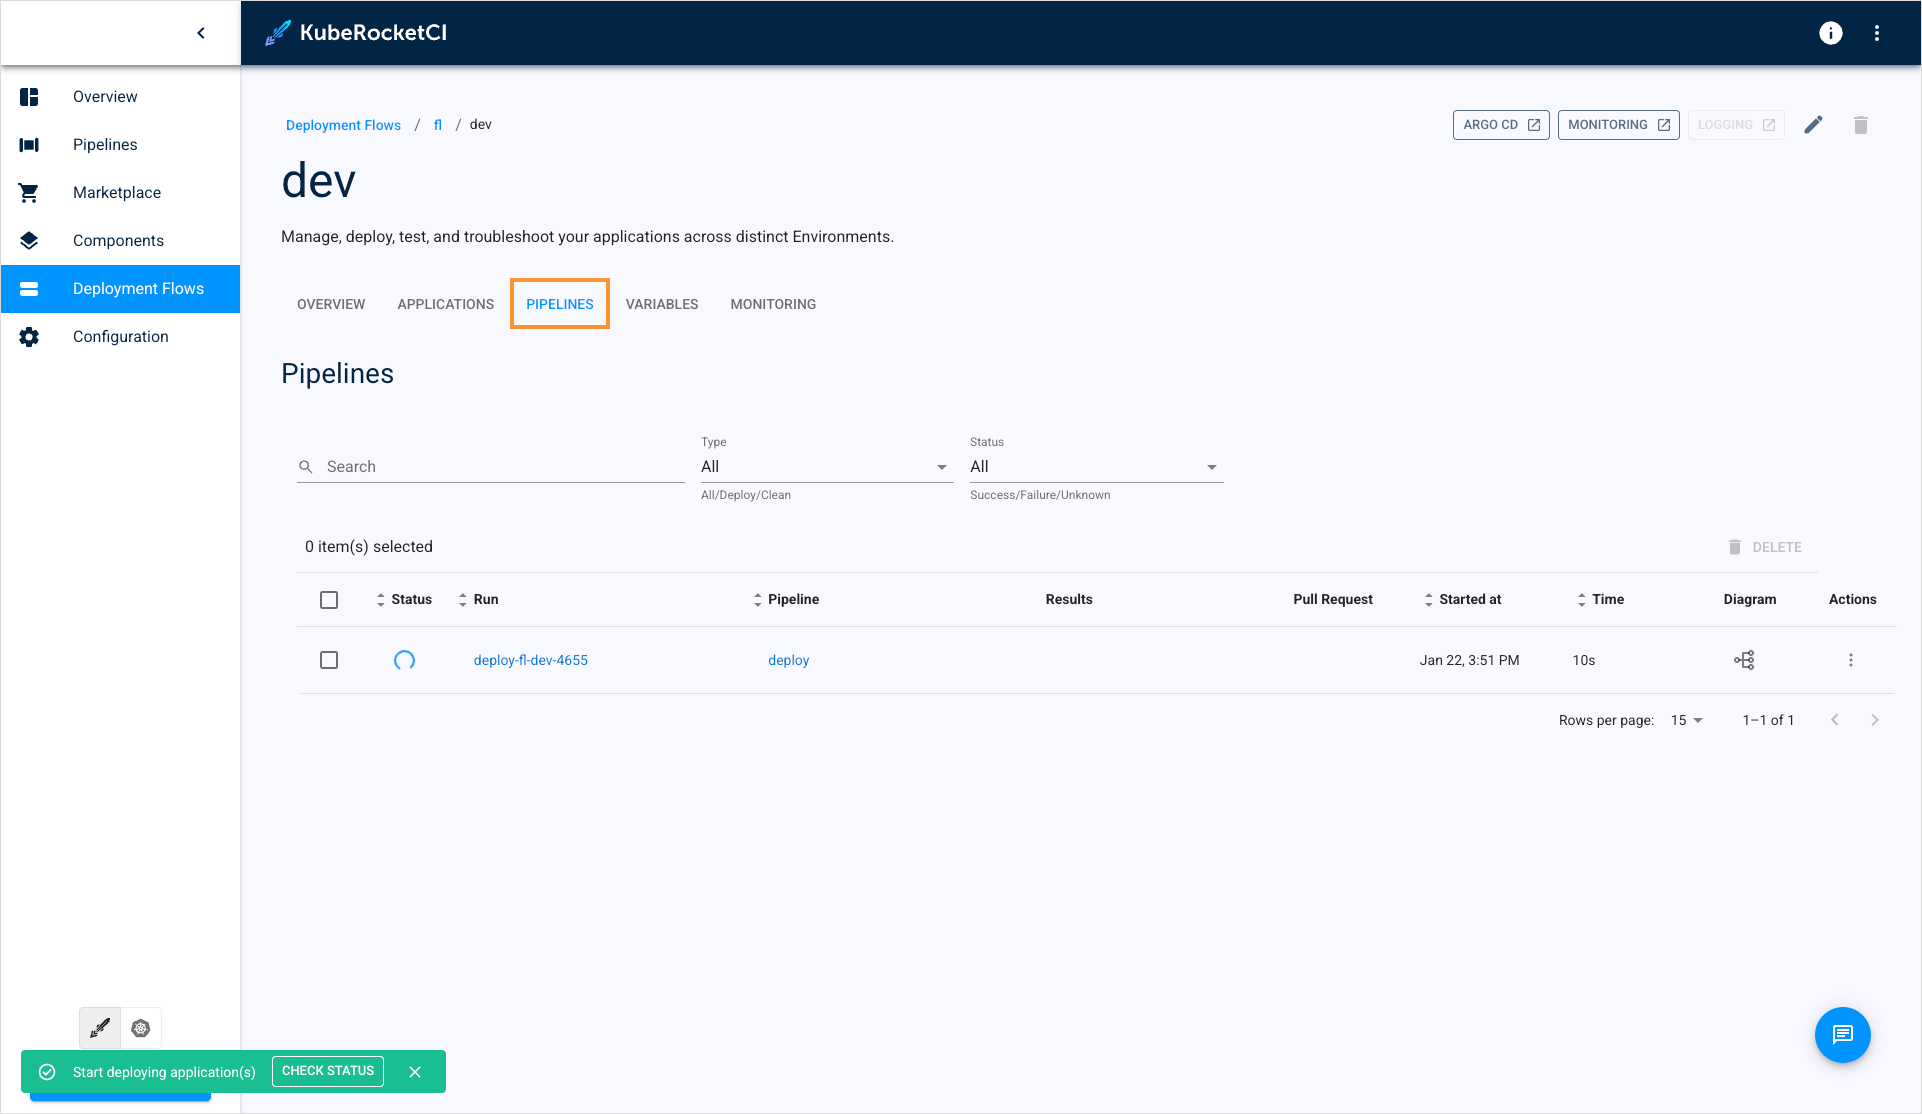 KubeRocketCI
Overview
Pipelines
Marketplace
Components
Deployment Flows
Configuration
Deployment Flows / fl / dev
ARGO CD
MONITORING
LOGGING
dev
Manage, deploy, test, and troubleshoot your applications across distinct Environments.
OVERVIEW APPLICATIONS PIPELINES VARIABLES MONITORING
Pipelines
Search
Type
All
All/Deploy/Clean
Status
All
Success/Failure/Unknown
0 item(s) selected
DELETE
Status Run Pipeline Results Pull Request Started at Time Diagram Actions
deploy-fl-dev-4655 deploy Jan 22, 3:51 PM 10s
Rows per page: 15 1–1 of 1
Start deploying application(s) CHECK STATUS